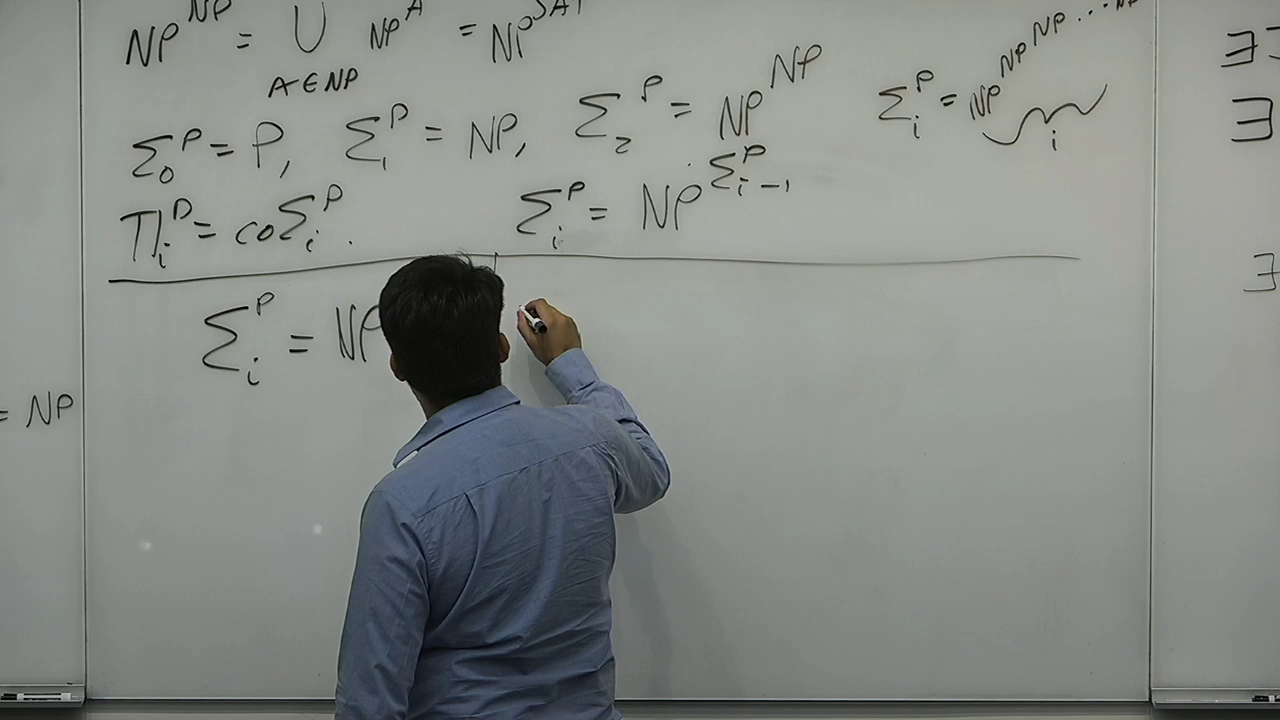 NP^NP = ∪ NP^A = NP^SAT
A∈NP
Σ₀^P = P, Σ₁^P = NP, Σ₂^P = NP^NP Σᵢ^P = NP^NP^NP^...^NP
i
Πᵢ^P = coΣᵢ^P. Σᵢ^P = NP^Σᵢ₋₁^P
Σᵢ^P = NP
= NP
∃
∃
∃